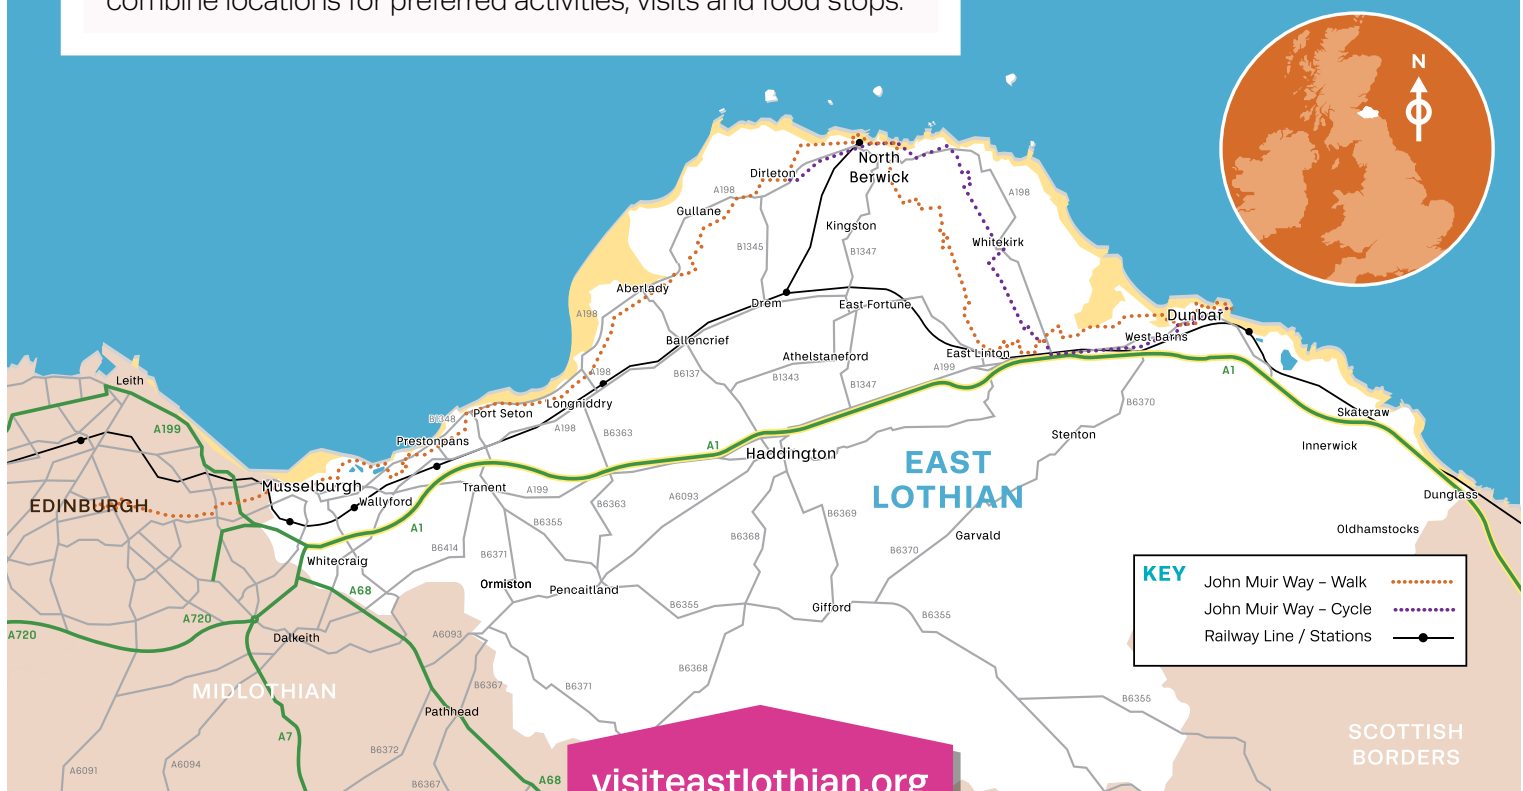 combine locations for preferred activities, visits and food stops.
N
North
Berwick
Dirleton
A198
A198
Gullane
Kingston
Whitekirk
B1345
B1347
Aberlady
Drem
East Fortune
A198
Dunbar
West Barns
Ballencrief
Athelstaneford
East Linton
A199
A1
A198
B6137
B1343
B1347
Leith
Longniddry
B6370
Port Seton
B1348
Skateraw
A199
A198
B6363
Stenton
Prestonpans
A1
Haddington
Innerwick
EAST
LOTHIAN
Musselburgh
Tranent
A199
A6093
Dunglass
EDINBURGH
Wallyford
B6363
B6369
A1
B6355
B6368
Garvald
Oldhamstocks
B6414
B6371
B6370
Whitecraig
Ormiston
Pencaitland
A68
B6355
Gifford
B6355
A720
A720
Dalkeith
A6093
KEY
John Muir Way – Walk
John Muir Way – Cycle
Railway Line / Stations
B6368
MIDLOTHIAN
B6367
B6371
B6355
Pathhead
A7
B6372
SCOTTISH
BORDERS
A6091
A6094
B6367
A68
visiteastlothian.org